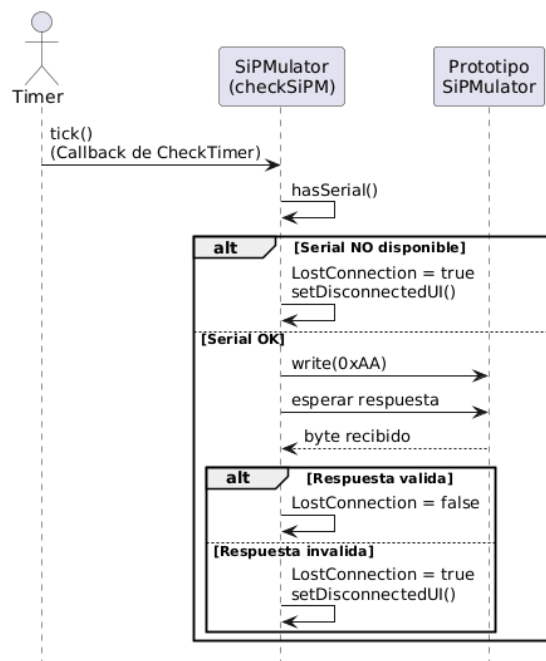 Timer
SiPMulator
(checkSiPM)
Prototipo
SiPMulator
tick()
(Callback de CheckTimer)
hasSerial()
alt
[Serial NO disponible]
LostConnection = true
setDisconnectedUI()
[Serial OK]
write(0xAA)
esperar respuesta
byte recibido
alt
[Respuesta valida]
LostConnection = false
[Respuesta invalida]
LostConnection = true
setDisconnectedUI()